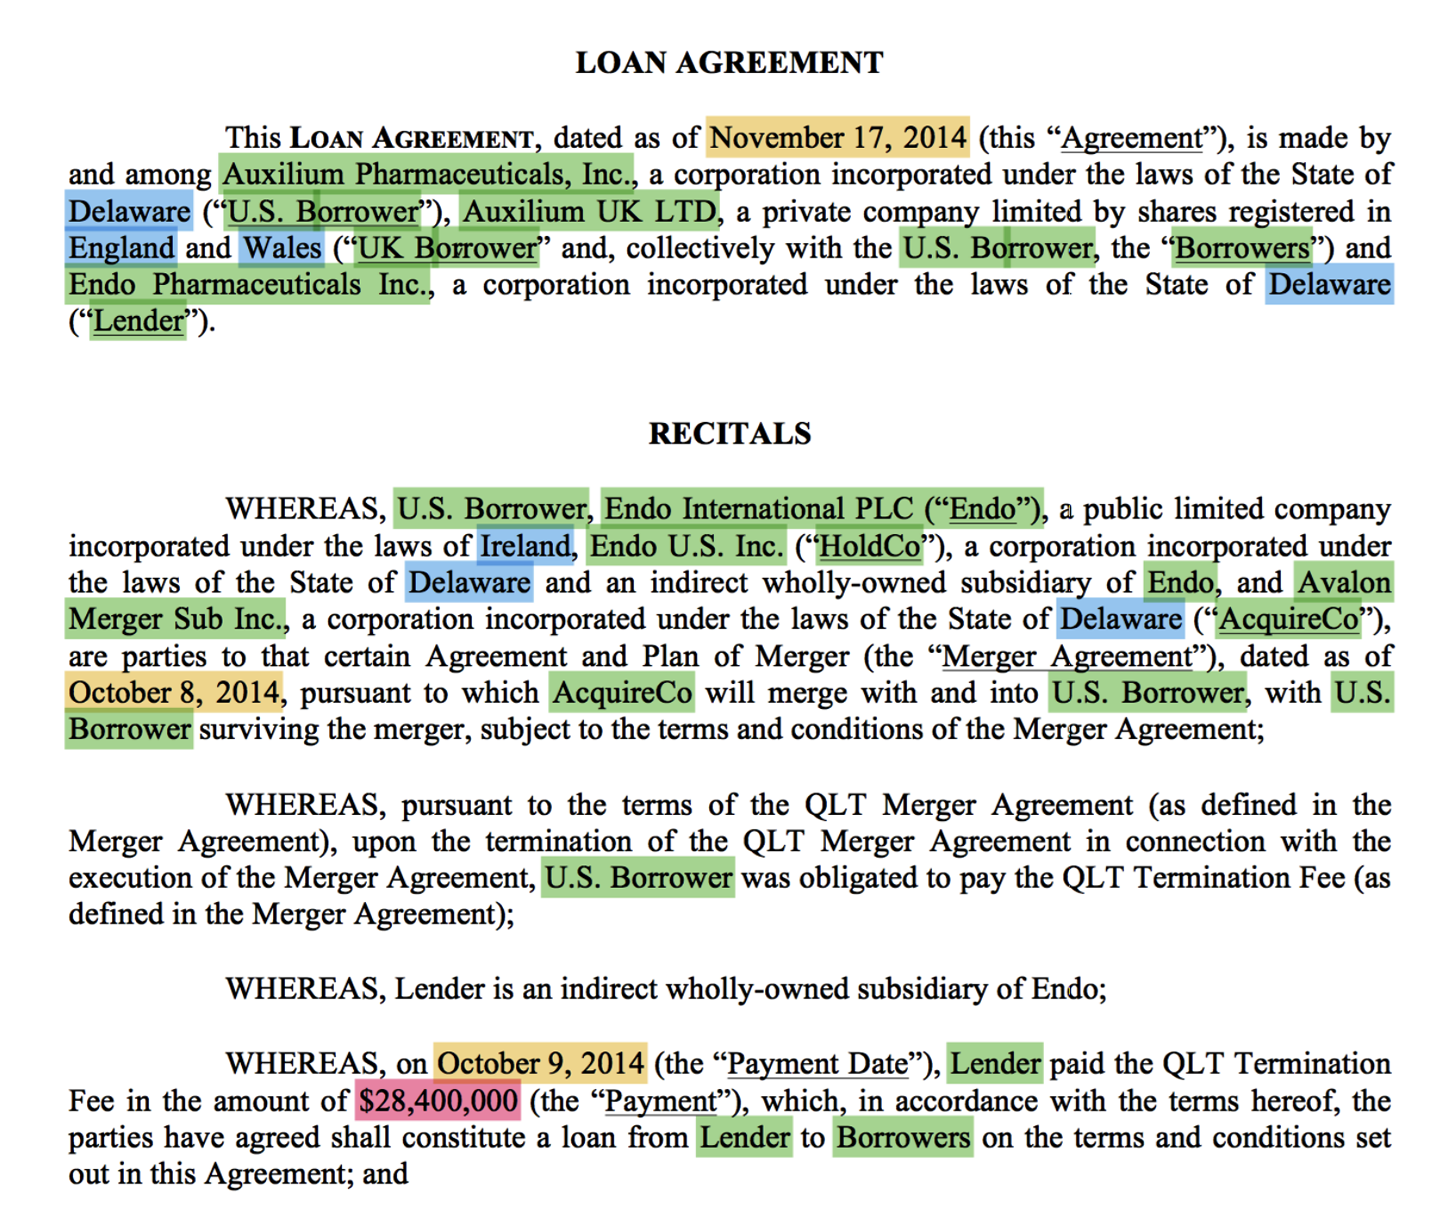 LOAN AGREEMENT
This LOAN AGREEMENT, dated as of November 17, 2014 (this “Agreement”), is made by
and among Auxilium Pharmaceuticals, Inc., a corporation incorporated under the laws of the State of
Delaware (“U.S. Borrower”), Auxilium UK LTD, a private company limited by shares registered in
England and Wales (“UK Borrower” and, collectively with the U.S. Borrower, the “Borrowers”) and
Endo Pharmaceuticals Inc., a corporation incorporated under the laws of the State of Delaware
(“Lender”).
RECITALS
WHEREAS, U.S. Borrower, Endo International PLC (“Endo”), a public limited company
incorporated under the laws of Ireland, Endo U.S. Inc. (“HoldCo”), a corporation incorporated under
the laws of the State of Delaware and an indirect wholly-owned subsidiary of Endo, and Avalon
Merger Sub Inc., a corporation incorporated under the laws of the State of Delaware (“AcquireCo”),
are parties to that certain Agreement and Plan of Merger (the “Merger Agreement”), dated as of
October 8, 2014, pursuant to which AcquireCo will merge with and into U.S. Borrower, with U.S.
Borrower surviving the merger, subject to the terms and conditions of the Merger Agreement;
WHEREAS, pursuant to the terms of the QLT Merger Agreement (as defined in the
Merger Agreement), upon the termination of the QLT Merger Agreement in connection with the
execution of the Merger Agreement, U.S. Borrower was obligated to pay the QLT Termination Fee (as
defined in the Merger Agreement);
WHEREAS, Lender is an indirect wholly-owned subsidiary of Endo;
WHEREAS, on October 9, 2014 (the “Payment Date”), Lender paid the QLT Termination
Fee in the amount of $28,400,000 (the “Payment”), which, in accordance with the terms hereof, the
parties have agreed shall constitute a loan from Lender to Borrowers on the terms and conditions set
out in this Agreement; and